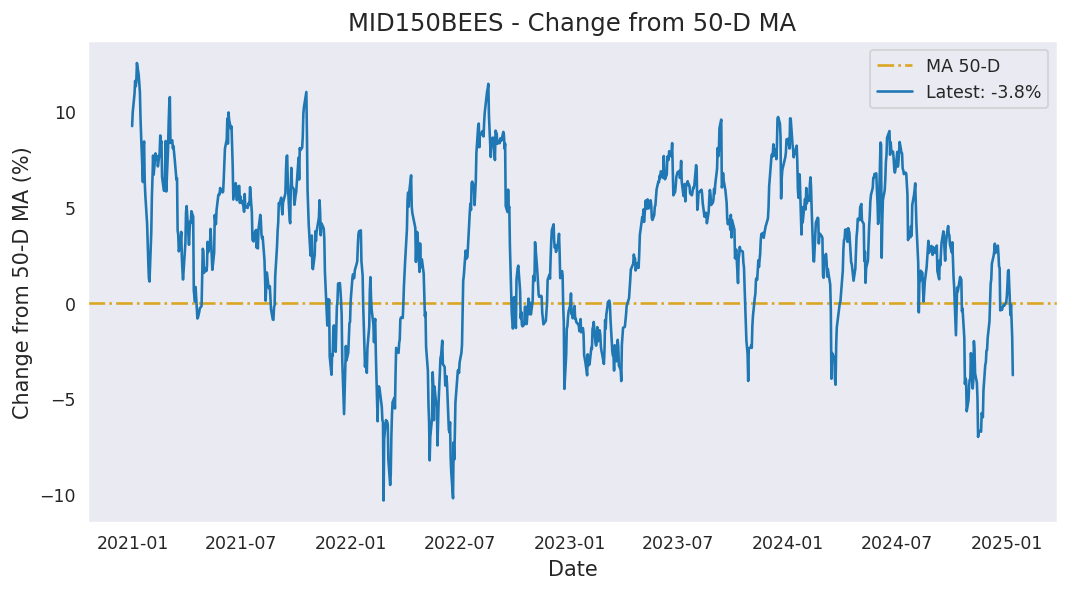 MID150BEES - Change from 50-D MA
MA 50-D
Latest: -3.8%
Change from 50-D MA (%)
10
5
0
−5
−10
2021-01 2021-07 2022-01 2022-07 2023-01 2023-07 2024-01 2024-07 2025-01
Date